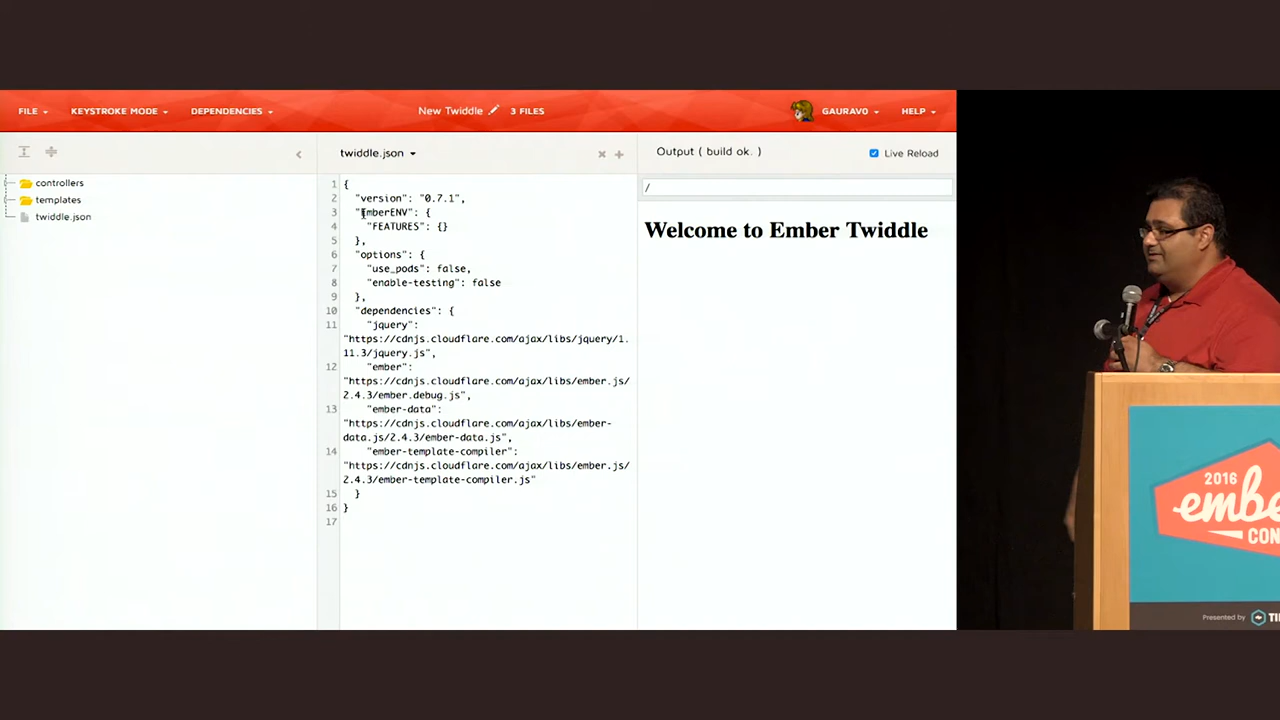 FILE KEYSTROKE MODE DEPENDENCIES New Twiddle 3 FILES GAURAV0 HELP
twiddle.json
Output ( build ok. )
Live Reload
controllers
templates
twiddle.json
1 {
2 "version": "0.7.1",
3 "EmberENV": {
4 "FEATURES": {}
5 },
6 "options": {
7 "use_pods": false,
8 "enable-testing": false
9 },
10 "dependencies": {
11 "jquery":
"https://cdnjs.cloudflare.com/ajax/libs/jquery/1.
11.3/jquery.js",
12 "ember":
"https://cdnjs.cloudflare.com/ajax/libs/ember.js/
2.4.3/ember.debug.js",
13 "ember-data":
"https://cdnjs.cloudflare.com/ajax/libs/ember-
data.js/2.4.3/ember-data.js",
14 "ember-template-compiler":
"https://cdnjs.cloudflare.com/ajax/libs/ember.js/
2.4.3/ember-template-compiler.js"
15 }
16 }
17
/
Welcome to Ember Twiddle
2016
embe
CON
Presented by